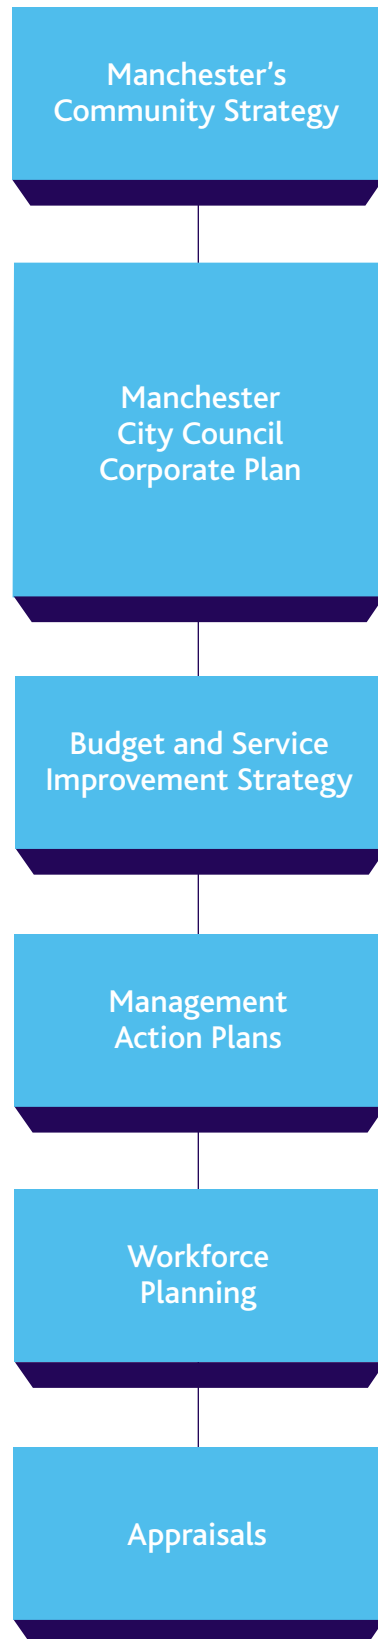 Manchester’s
Community Strategy
Manchester
City Council
Corporate Plan
Budget and Service
Improvement Strategy
Management
Action Plans
Workforce
Planning
Appraisals